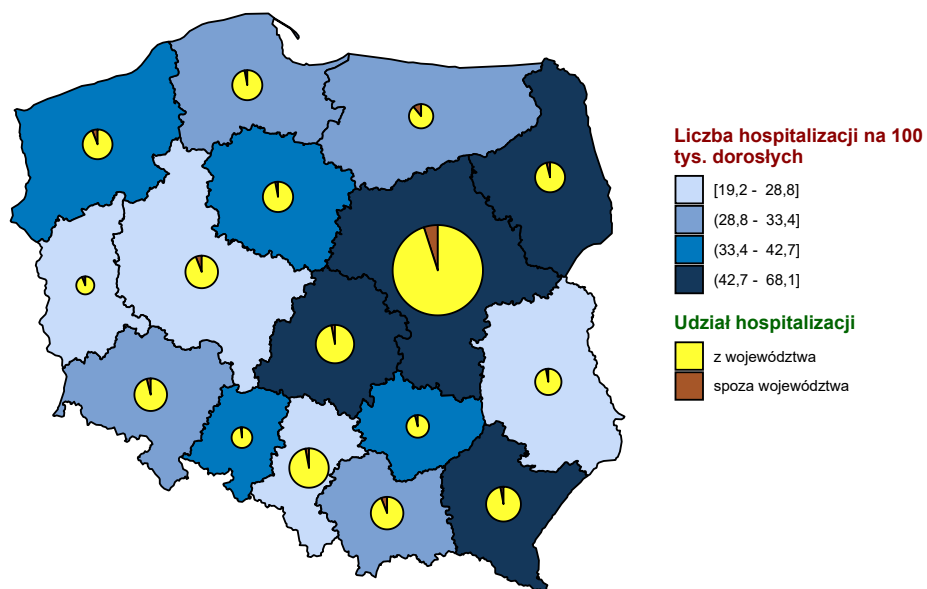 Liczba hospitalizacji na 100
tys. dorosłych
[19,2 - 28,8]
(28,8 - 33,4]
(33,4 - 42,7]
(42,7 - 68,1]
Udział hospitalizacji
z województwa
spoza województwa